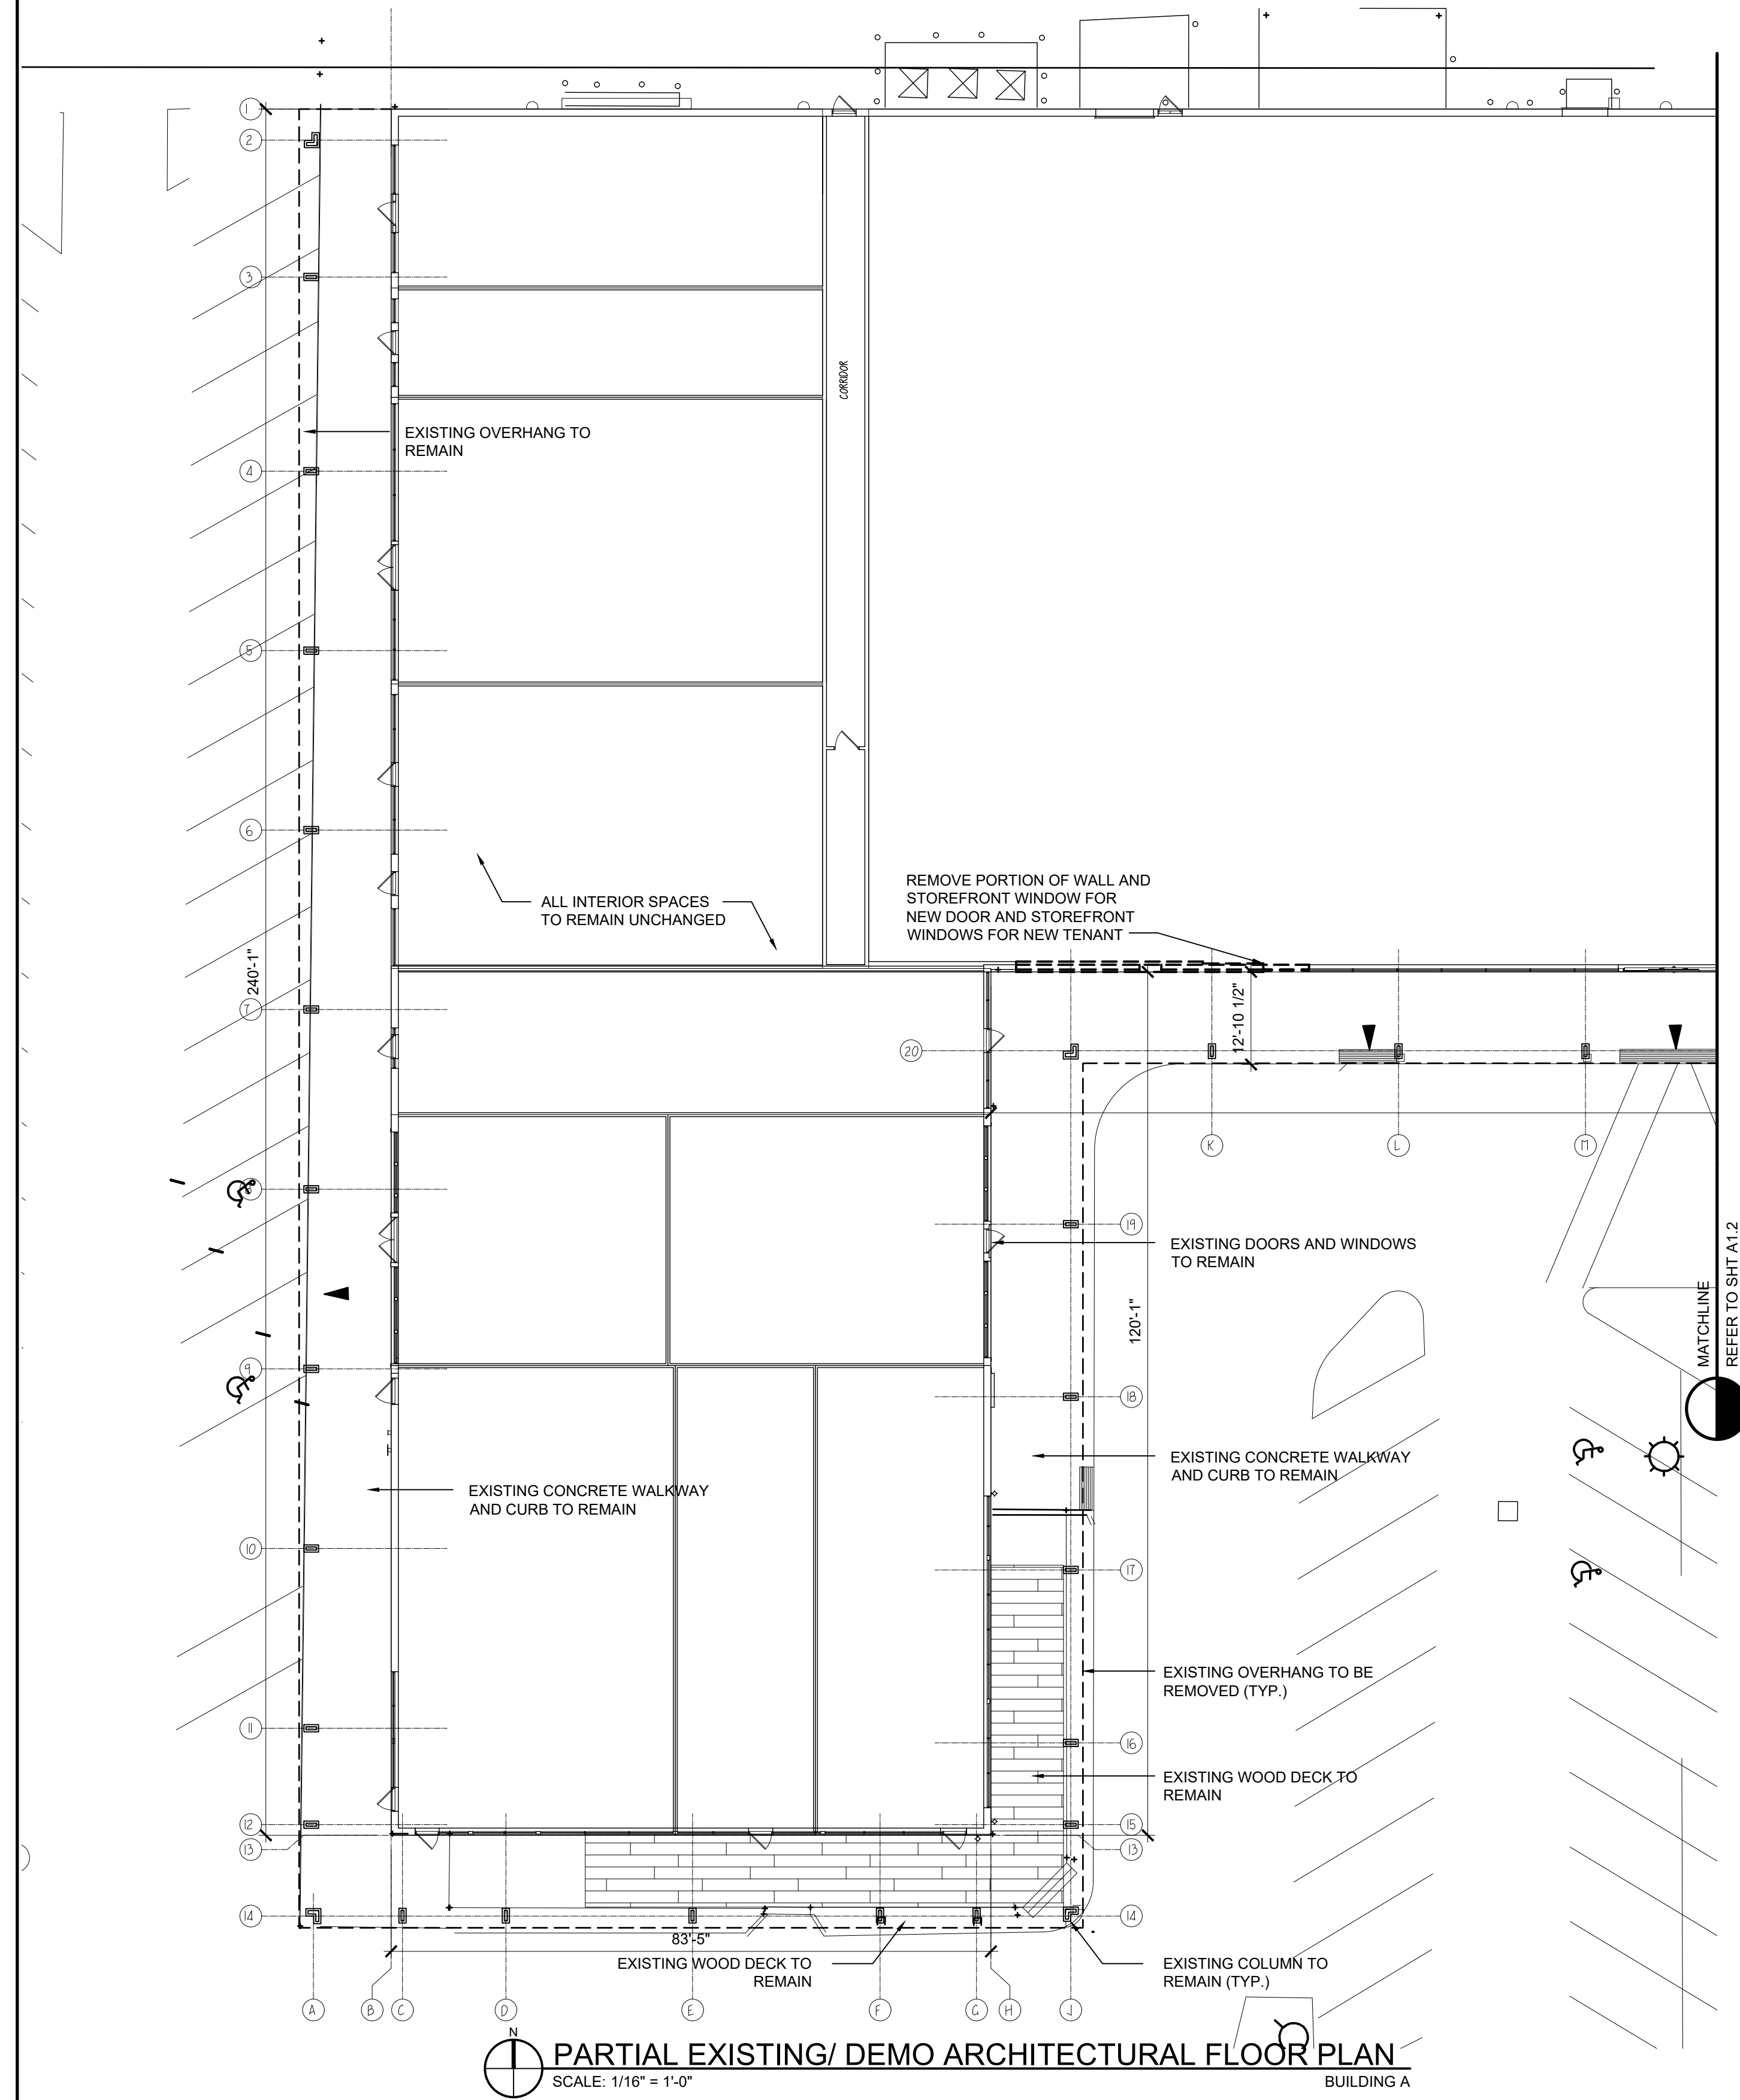 1
2
3
CORRIDOR
EXISTING OVERHANG TO
REMAIN
4
5
6
REMOVE PORTION OF WALL AND
STOREFRONT WINDOW FOR
NEW DOOR AND STOREFRONT
WINDOWS FOR NEW TENANT
ALL INTERIOR SPACES
TO REMAIN UNCHANGED
240'-1"
7
12'-10 1/2"
20
K
L
M
8
19
EXISTING DOORS AND WINDOWS
TO REMAIN
120'-1"
MATCHLINE
REFER TO SHT A1.2
9
18
EXISTING CONCRETE WALKWAY
AND CURB TO REMAIN
EXISTING CONCRETE WALKWAY
AND CURB TO REMAIN
10
17
EXISTING OVERHANG TO BE
REMOVED (TYP.)
11
16
EXISTING WOOD DECK TO
REMAIN
12
15
13
13
14
14
83'-5"
EXISTING WOOD DECK TO
REMAIN
EXISTING COLUMN TO
REMAIN (TYP.)
A
B
C
D
E
F
G
H
J
N
PARTIAL EXISTING/ DEMO ARCHITECTURAL FLOOR PLAN
SCALE: 1/16" = 1'-0"
BUILDING A